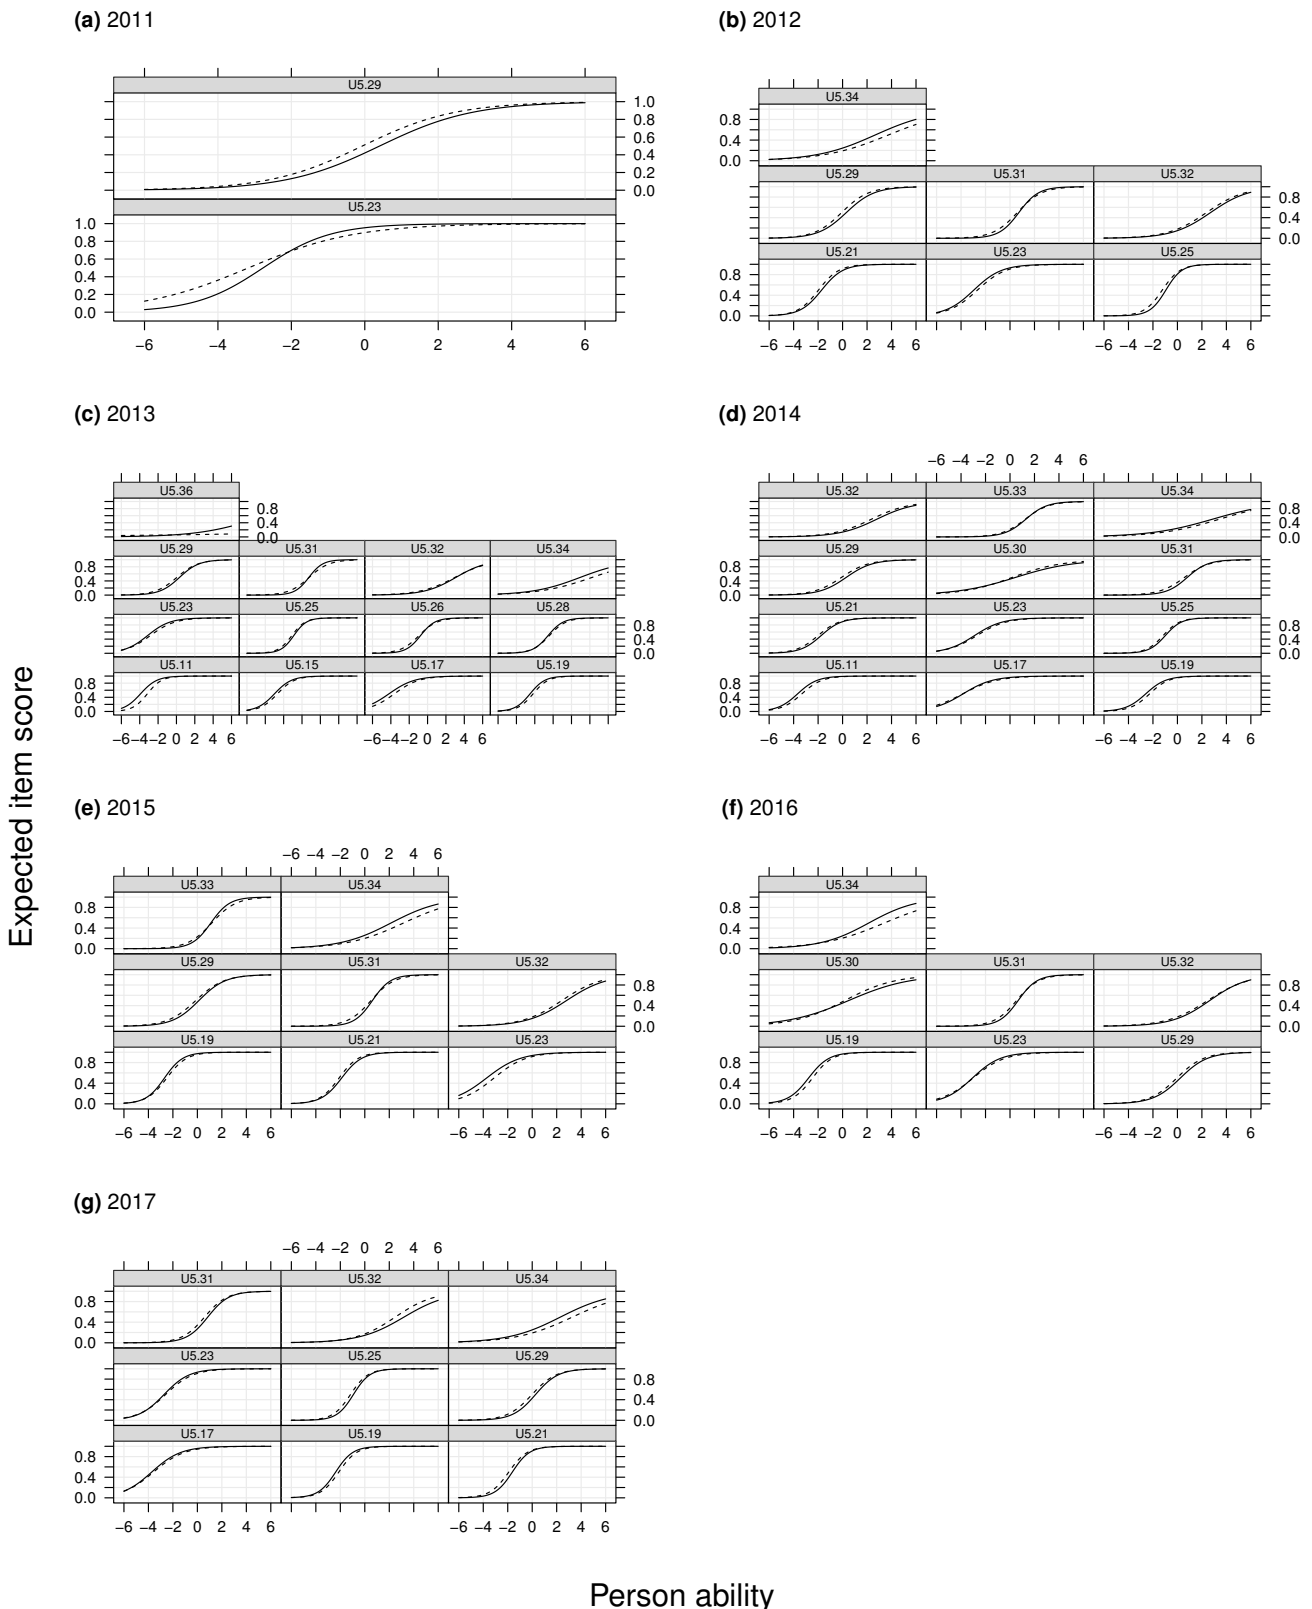 (a) 2011
U5.29
1.0
0.8
0.6
0.4
0.2
0.0
U5.23
1.0
0.8
0.6
0.4
0.2
0.0
−6 −4 −2 0 2 4 6
(b) 2012
U5.34
0.8
0.4
0.0
U5.29 U5.31 U5.32
0.8
0.4
0.0
U5.21 U5.23 U5.25
0.8
0.4
0.0
−6 −4 −2 0 2 4 6 −6 −4 −2 0 2 4 6
(c) 2013
U5.36
0.8
0.4
0.0
U5.29 U5.31 U5.32 U5.34
0.8
0.4
0.0
U5.23 U5.25 U5.26 U5.28
0.8
0.4
0.0
U5.11 U5.15 U5.17 U5.19
0.8
0.4
0.0
−6 −4 −2 0 2 4 6 −6 −4 −2 0 2 4 6
(d) 2014
−6 −4 −2 0 2 4 6
U5.32 U5.33 U5.34
0.8
0.4
0.0
U5.29 U5.30 U5.31
0.8
0.4
0.0
U5.21 U5.23 U5.25
0.8
0.4
0.0
U5.11 U5.17 U5.19
0.8
0.4
0.0
−6 −4 −2 0 2 4 6 −6 −4 −2 0 2 4 6
Expected item score
(e) 2015
−6 −4 −2 0 2 4 6
U5.33 U5.34
0.8
0.4
0.0
U5.29 U5.31 U5.32
0.8
0.4
0.0
U5.19 U5.21 U5.23
0.8
0.4
0.0
−6 −4 −2 0 2 4 6 −6 −4 −2 0 2 4 6
(f) 2016
U5.34
0.8
0.4
0.0
U5.30 U5.31 U5.32
0.8
0.4
0.0
U5.19 U5.23 U5.29
0.8
0.4
0.0
−6 −4 −2 0 2 4 6 −6 −4 −2 0 2 4 6
(g) 2017
−6 −4 −2 0 2 4 6
U5.31 U5.32 U5.34
0.8
0.4
0.0
U5.23 U5.25 U5.29
0.8
0.4
0.0
U5.17 U5.19 U5.21
0.8
0.4
0.0
−6 −4 −2 0 2 4 6 −6 −4 −2 0 2 4 6
Person ability